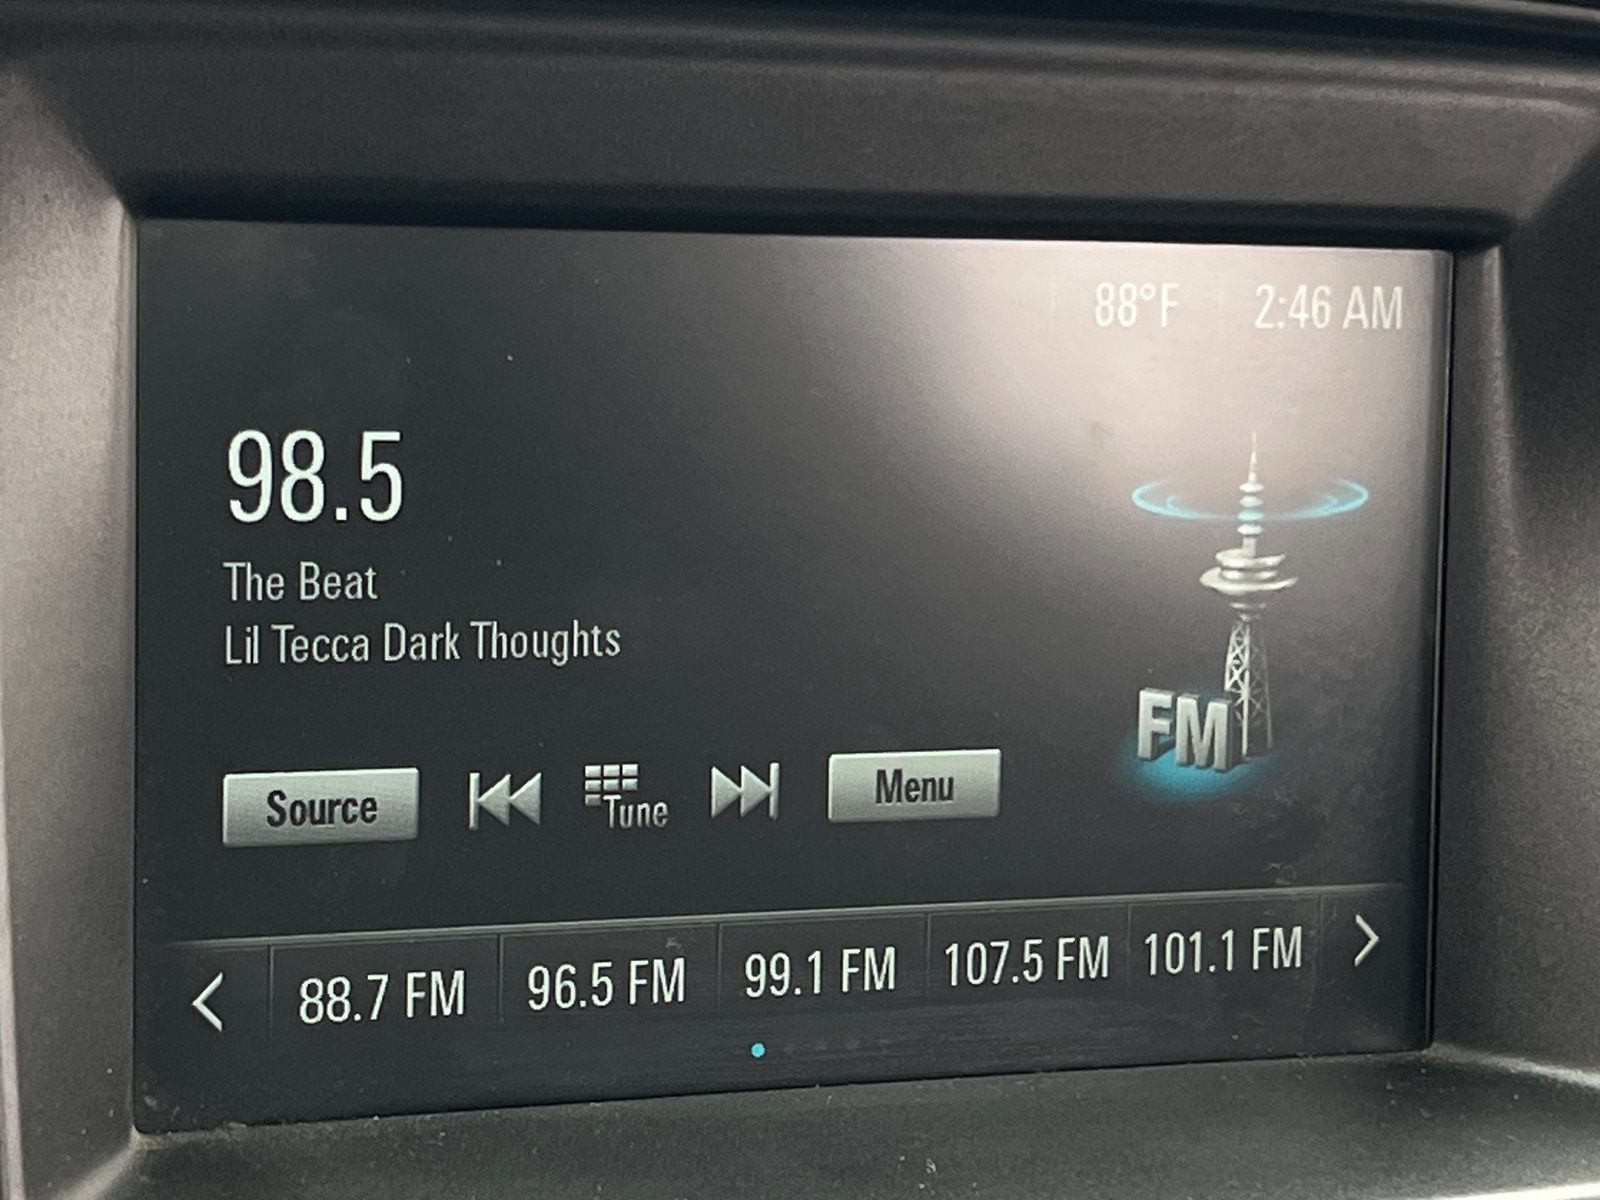 88°F 2:46 AM
98.5
The Beat
Lil Tecca Dark Thoughts
FM
Source Tune Menu
88.7 FM 96.5 FM 99.1 FM 107.5 FM 101.1 FM